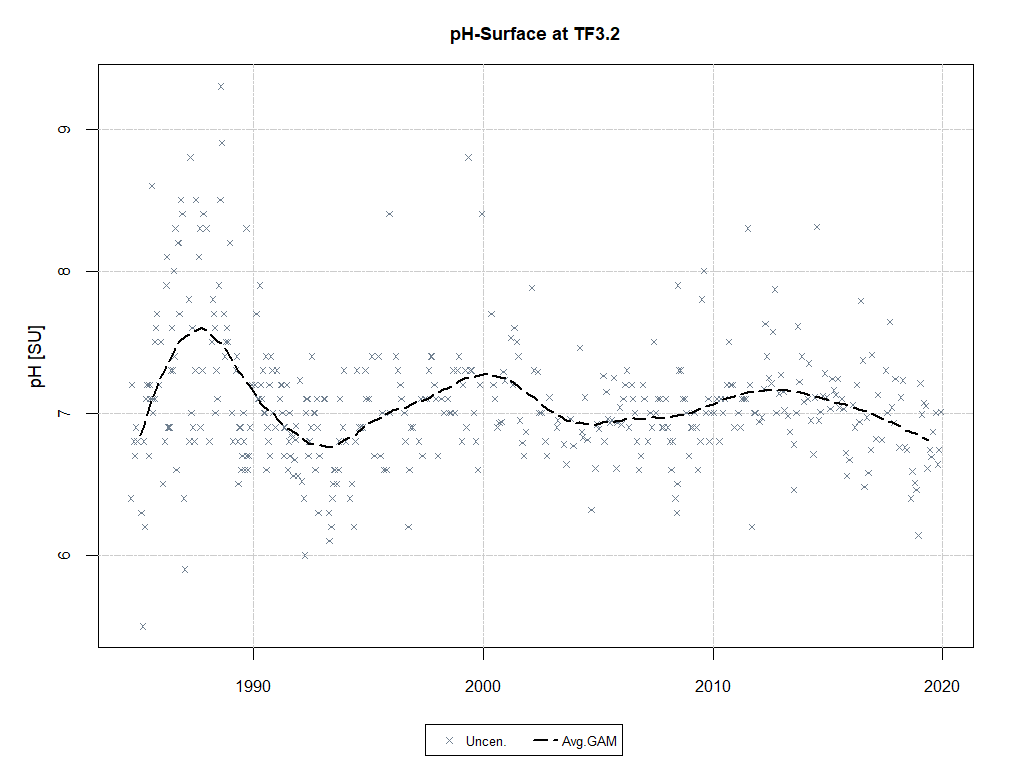 pH-Surface at TF3.2
pH [SU]
9
8
7
6
1990 2000 2010 2020
Uncen. Avg.GAM